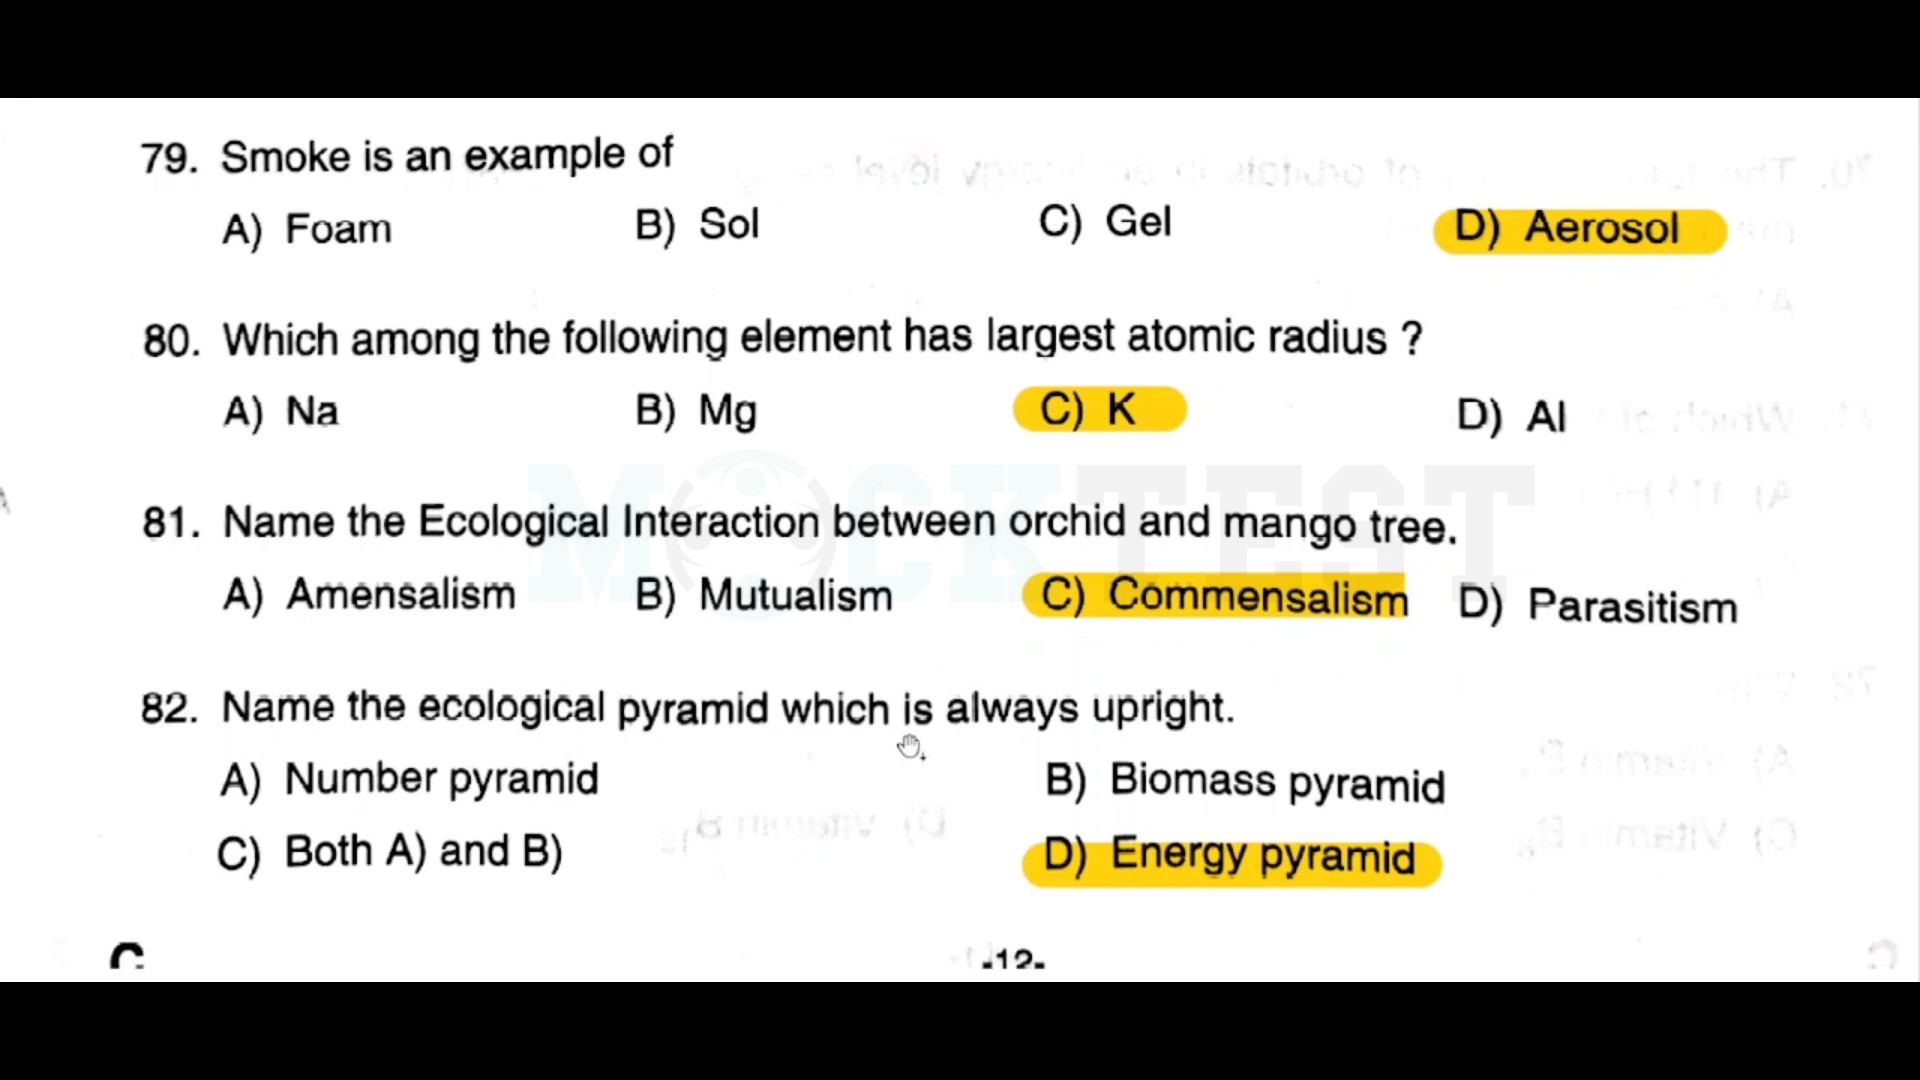 79. Smoke is an example of
A) Foam B) Sol C) Gel D) Aerosol
80. Which among the following element has largest atomic radius ?
A) Na B) Mg C) K D) Al
MOCKTEST
81. Name the Ecological Interaction between orchid and mango tree.
A) Amensalism B) Mutualism C) Commensalism D) Parasitism
82. Name the ecological pyramid which is always upright.
A) Number pyramid B) Biomass pyramid
C) Both A) and B) D) Energy pyramid
C -12-